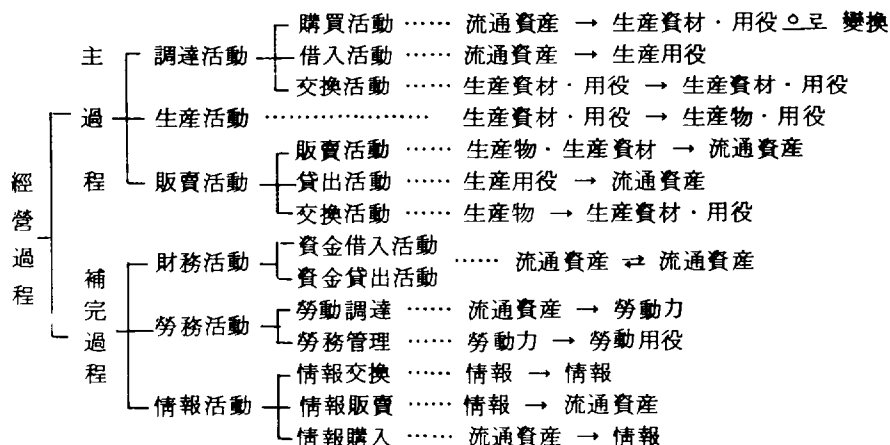 購買活動 …… 流通資産 → 生産資材・用役으로 變換
調達活動 借入活動 …… 流通資産 → 生産用役
交換活動 …… 生産資材・用役 → 生産資材・用役
主過程 生産活動 ………………… 生産資材・用役 → 生産物・用役
販賣活動 …… 生産物・生産資材 → 流通資産
販賣活動 貸出活動 …… 生産用役 → 流通資産
交換活動 …… 生産物 → 生産資材・用役
經營過程
財務活動 資金借入活動
資金貸出活動 …… 流通資産 ⇄ 流通資産
補完過程
勞動調達 …… 流通資産 → 勞動力
勞務活動
勞務管理 …… 勞動力 → 勞動用役
情報交換 …… 情報 → 情報
情報活動 情報販賣 …… 情報 → 流通資産
情報購入 …… 流通資産 → 情報